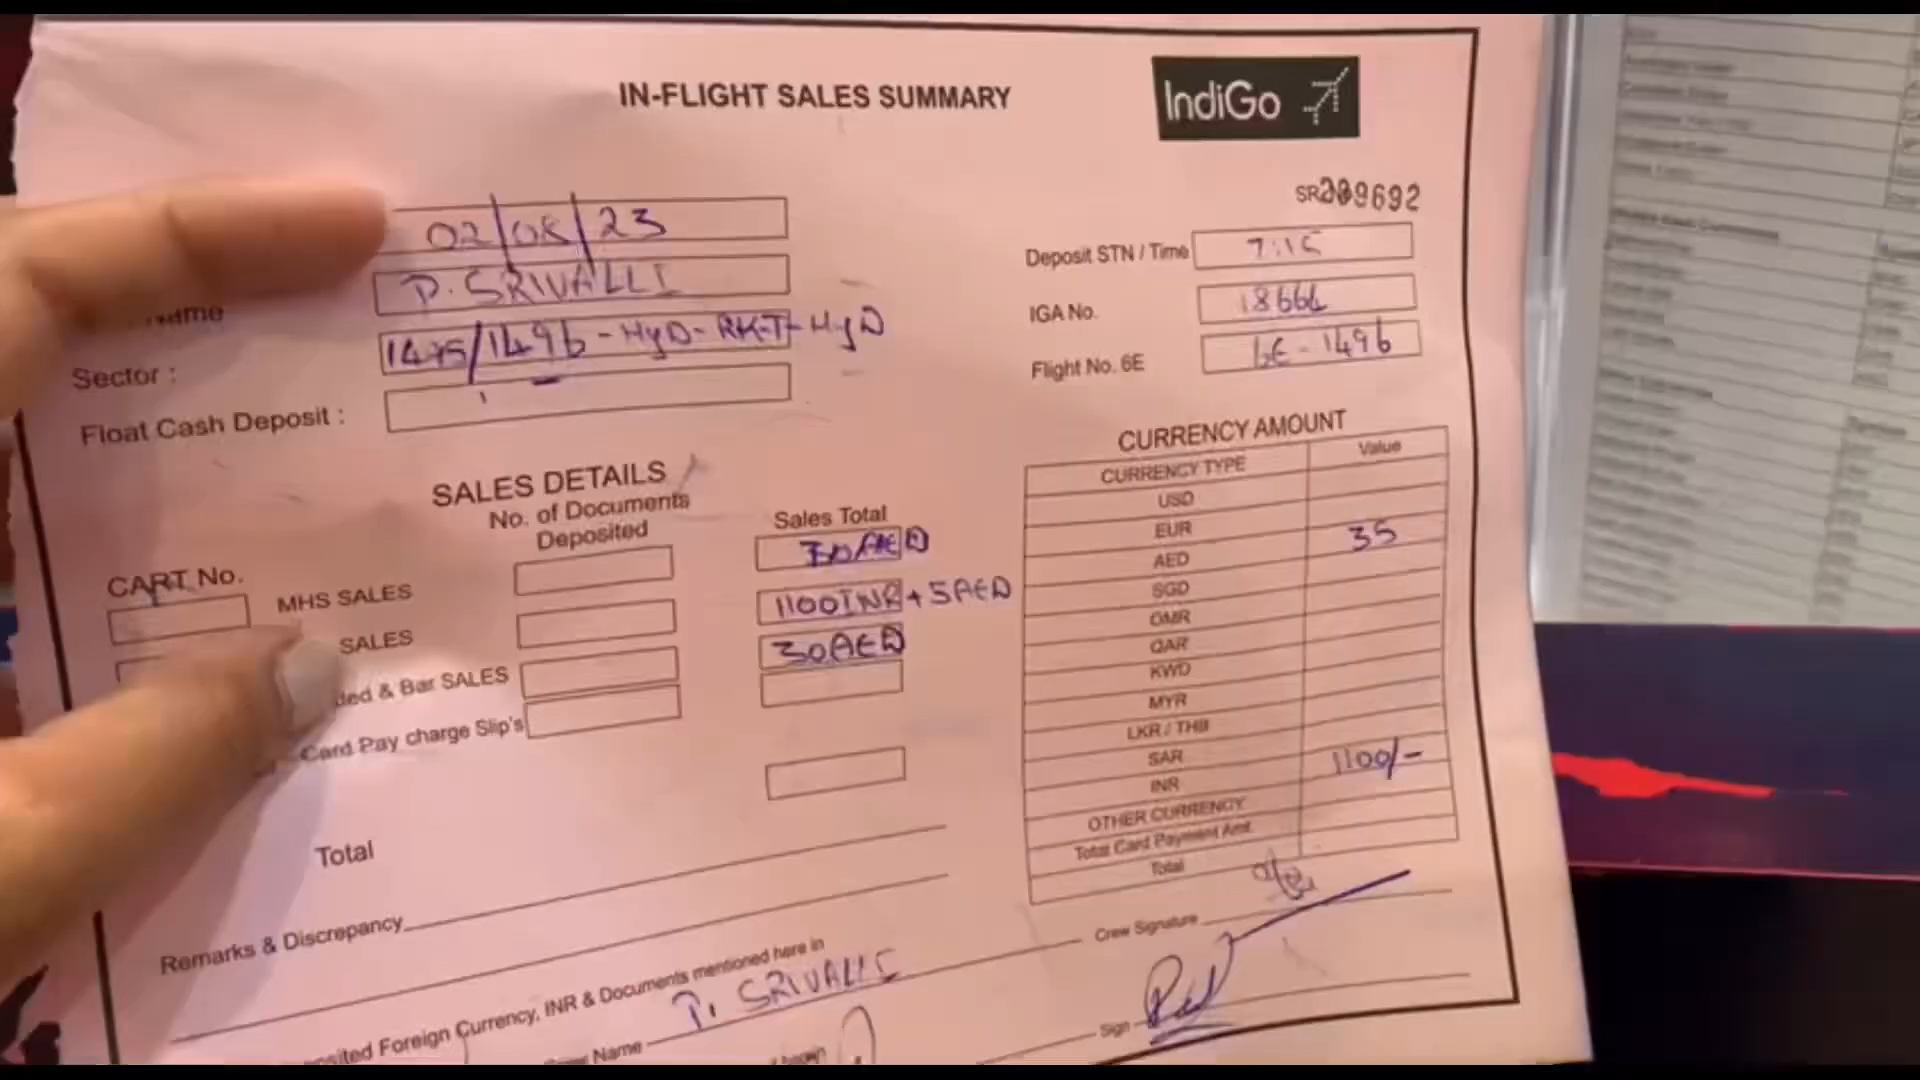 IN-FLIGHT SALES SUMMARY
IndiGo
SR209692
02/08/23
Deposit STN / Time 7:15
P. SRIVALLI
IGA No. 18664
Sector : 1495/1496 - HYD - RKT - HYD
Flight No. 6E 6E - 1496
Float Cash Deposit :
CURRENCY AMOUNT
CURRENCY TYPE Value
USD
EUR 35
AED
SGD
OMR
QAR
KWD
MYR
LKR / THB
SAR 1100/-
INR
OTHER CURRENCY
Total Card Payment Amt.
Total
SALES DETAILS
No. of Documents Deposited
Sales Total
CART No.
MHS SALES
SALES 1100INR + 5AED
& Bar SALES 30AED
Card Pay charge Slip's
Total
Remarks & Discrepancy
Crew Signature
Foreign Currency, INR & Documents mentioned here in
Name P. SRIVALLI
Sign